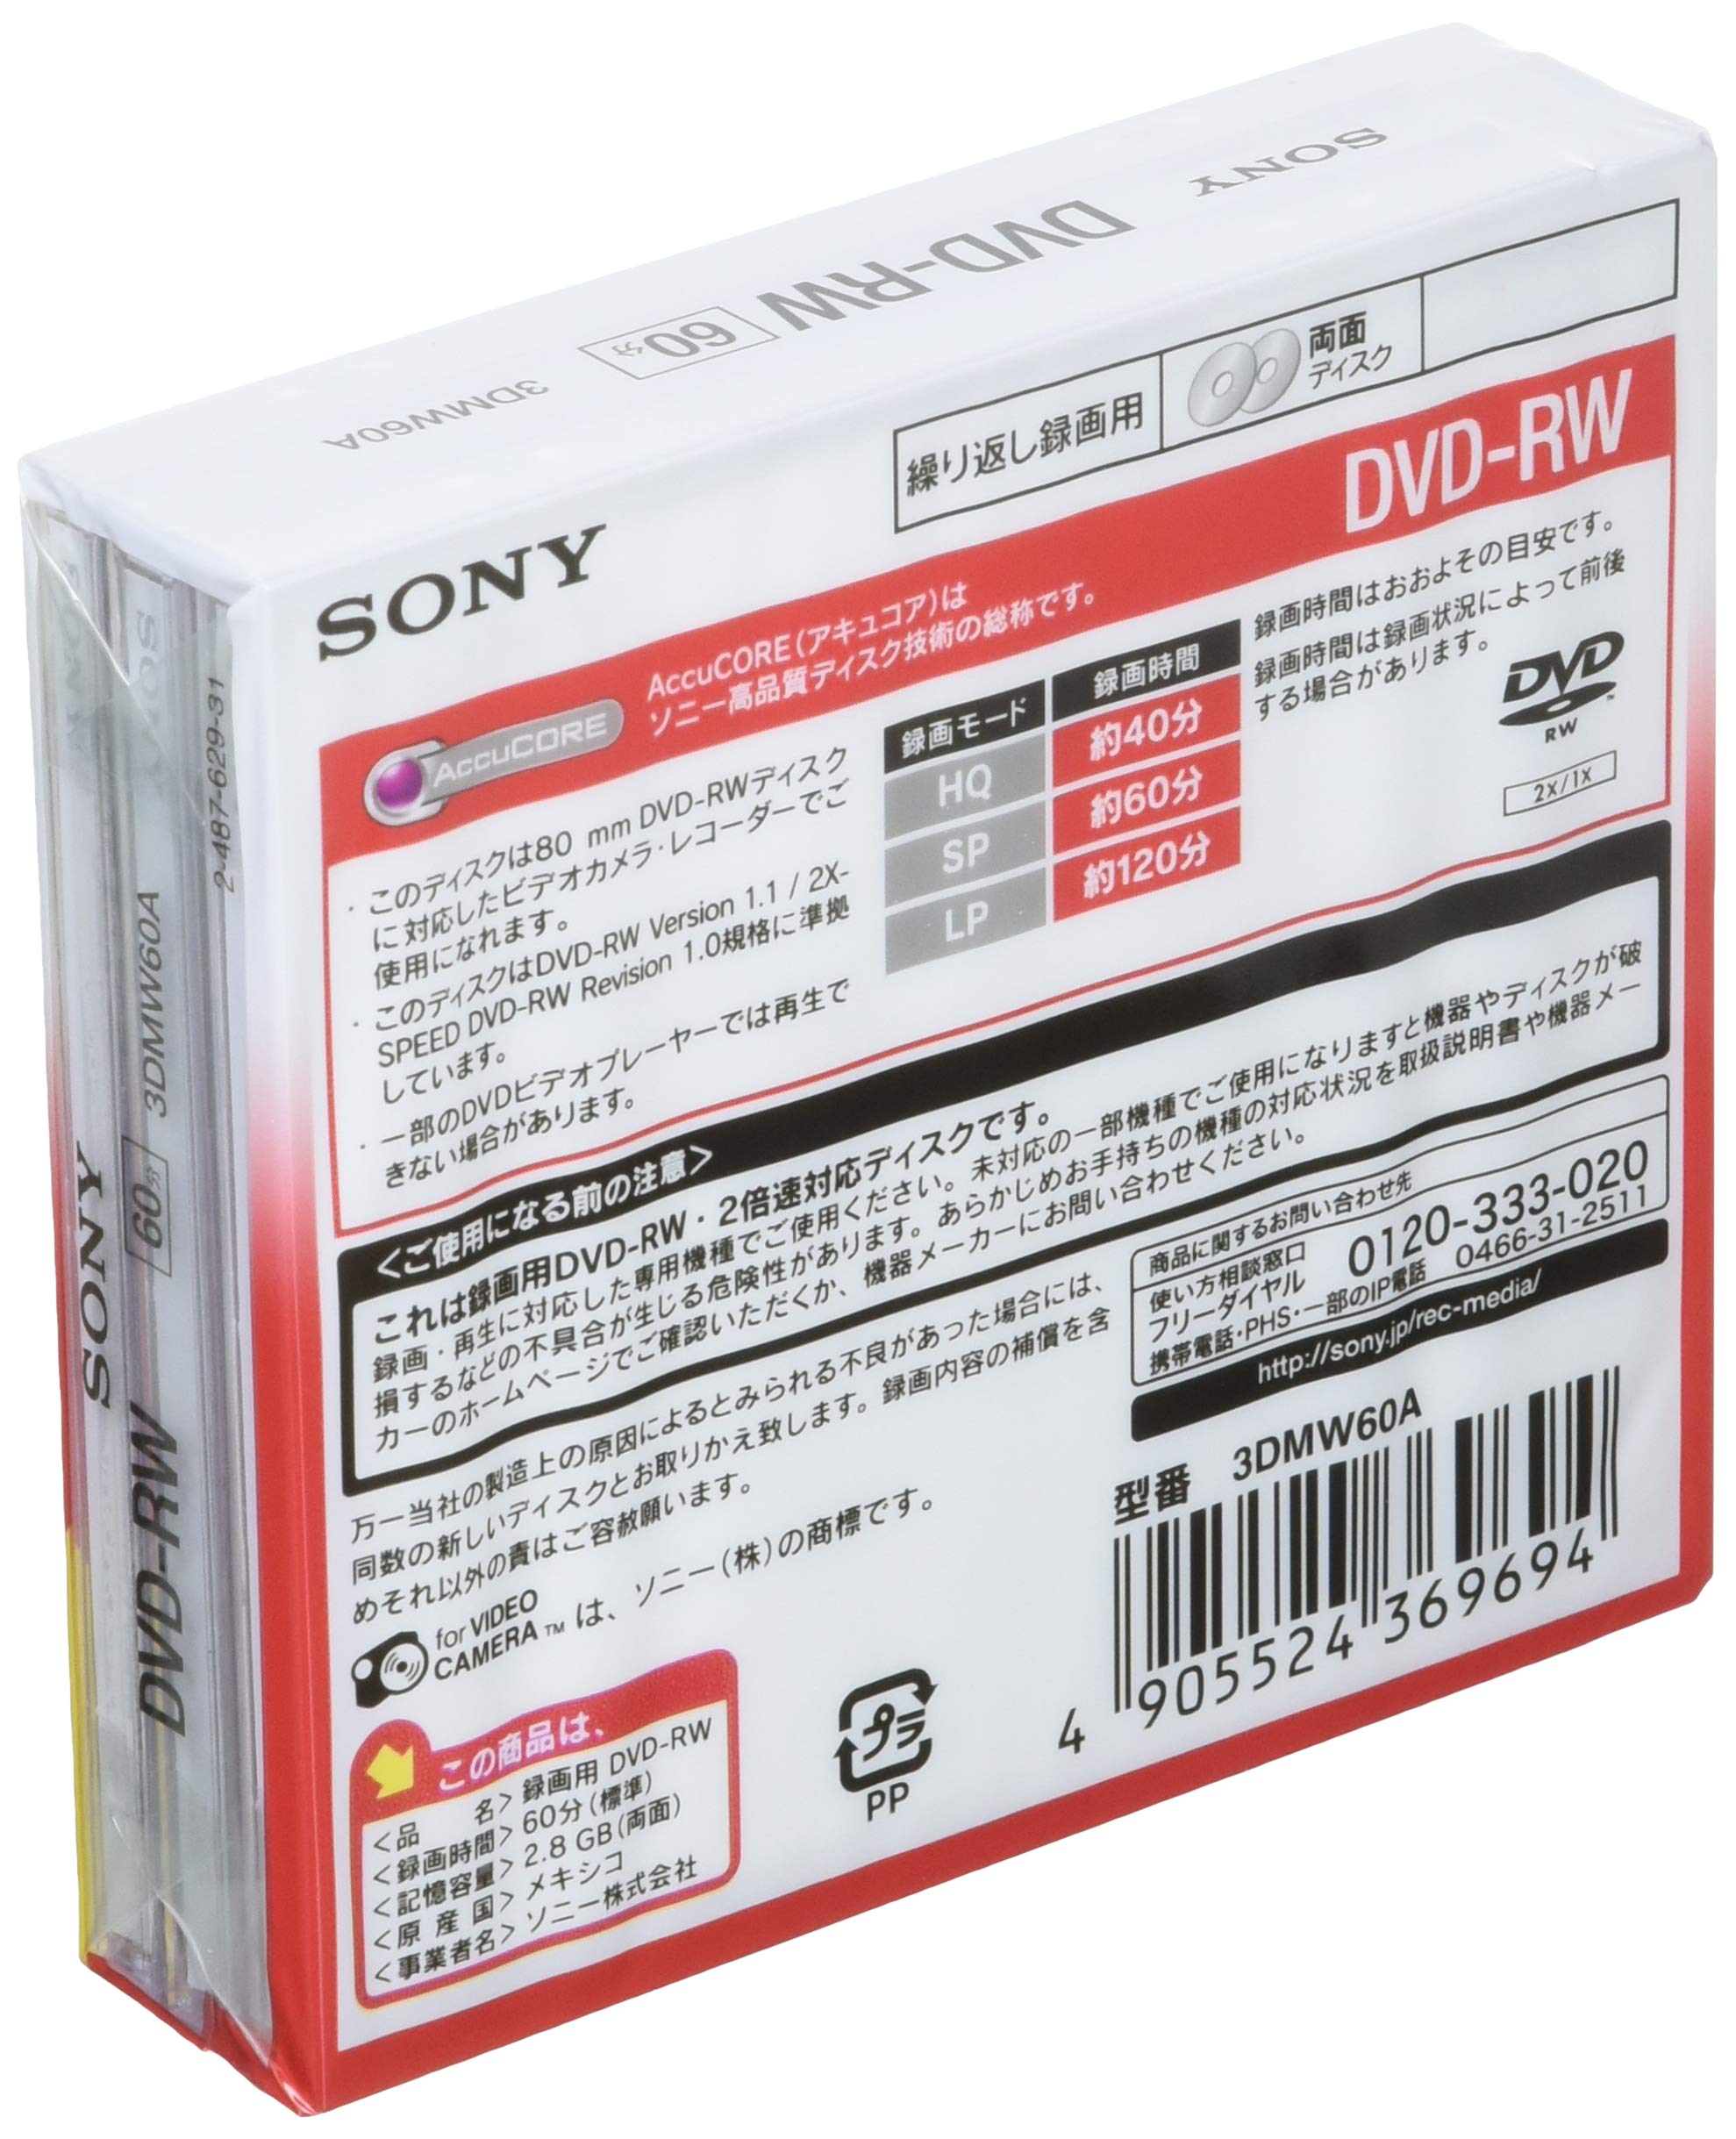 SONY
DVD-RW 60分
3DMW60A
繰り返し録画用
両面
ディスク
SONY
DVD-RW
AccuCORE
AccuCORE(アキュコア)は
ソニー高品質ディスク技術の総称です。
・このディスクは80 mm DVD-RWディスク
に対応したビデオカメラ・レコーダーでご
使用になれます。
・このディスクはDVD-RW Version 1.1 / 2X-
SPEED DVD-RW Revision 1.0規格に準拠
しています。
・一部のDVDビデオプレーヤーでは再生で
きない場合があります。
録画モード 録画時間
HQ 約40分
SP 約60分
LP 約120分
録画時間はおおよその目安です。
録画時間は録画状況によって前後
する場合があります。
DVD
RW
2X/1X
<ご使用になる前の注意>
これは録画用DVD-RW・2倍速対応ディスクです。
録画・再生に対応した専用機種でご使用ください。未対応の一部機種でご使用になりますと機器やディスクが破
損するなどの不具合が生じる危険性があります。あらかじめお手持ちの機種の対応状況を取扱説明書や機器メー
カーのホームページでご確認いただくか、機器メーカーにお問い合わせください。
万一当社の製造上の原因によるとみられる不良があった場合には、
同数の新しいディスクとお取りかえ致します。録画内容の補償を含
めそれ以外の責はご容赦願います。
for VIDEO
CAMERA™ は、ソニー(株)の商標です。
商品に関するお問い合わせ先
使い方相談窓口
フリーダイヤル 0120-333-020
携帯電話・PHS・一部のIP電話 0466-31-2511
http://sony.jp/rec-media/
型番 3DMW60A
4 905524 369694
プラ
PP
この商品は、
<品 名> 録画用 DVD-RW
<録画時間> 60分(標準)
<記憶容量> 2.8 GB(両面)
<原 産 国> メキシコ
<事業者名> ソニー株式会社
2-487-629-31
SONY
DVD-RW 60分 3DMW60A
SONY
SONY